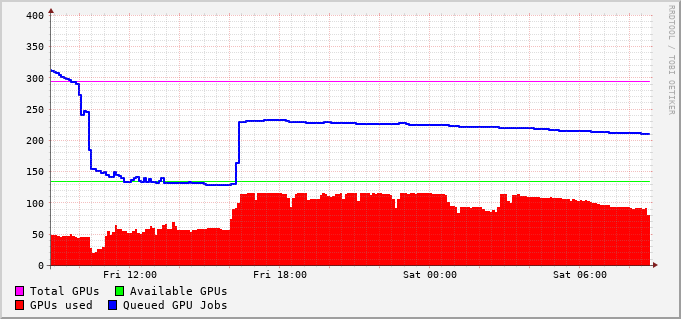 400
350
300
250
200
150
100
50
0
Fri 12:00 Fri 18:00 Sat 00:00 Sat 06:00
Total GPUs Available GPUs
GPUs used Queued GPU Jobs
RRDTOOL / TOBI OETIKER